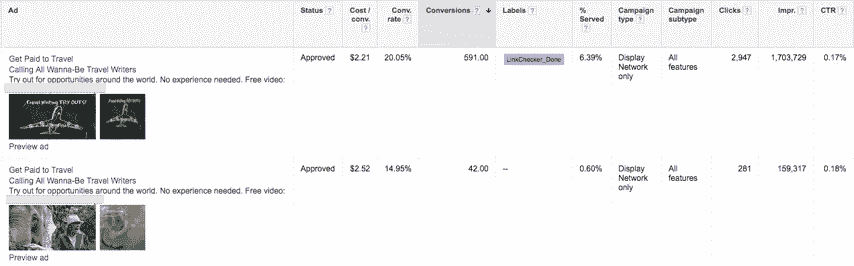 Ad Status Cost / conv. Conv. rate Conversions Labels % Served Campaign type Campaign subtype Clicks Impr. CTR
Get Paid to Travel Approved $2.21 20.05% 591.00 LinkChecker_Done 6.39% Display Network only All features 2,947 1,703,729 0.17%
Calling All Wanna-Be Travel Writers
Try out for opportunities around the world. No experience needed. Free video:
Travel Writing TRY OUTS!
Preview ad
Get Paid to Travel Approved $2.52 14.95% 42.00 -- 0.60% Display Network only All features 281 159,317 0.18%
Calling All Wanna-Be Travel Writers
Try out for opportunities around the world. No experience needed. Free video:
Preview ad